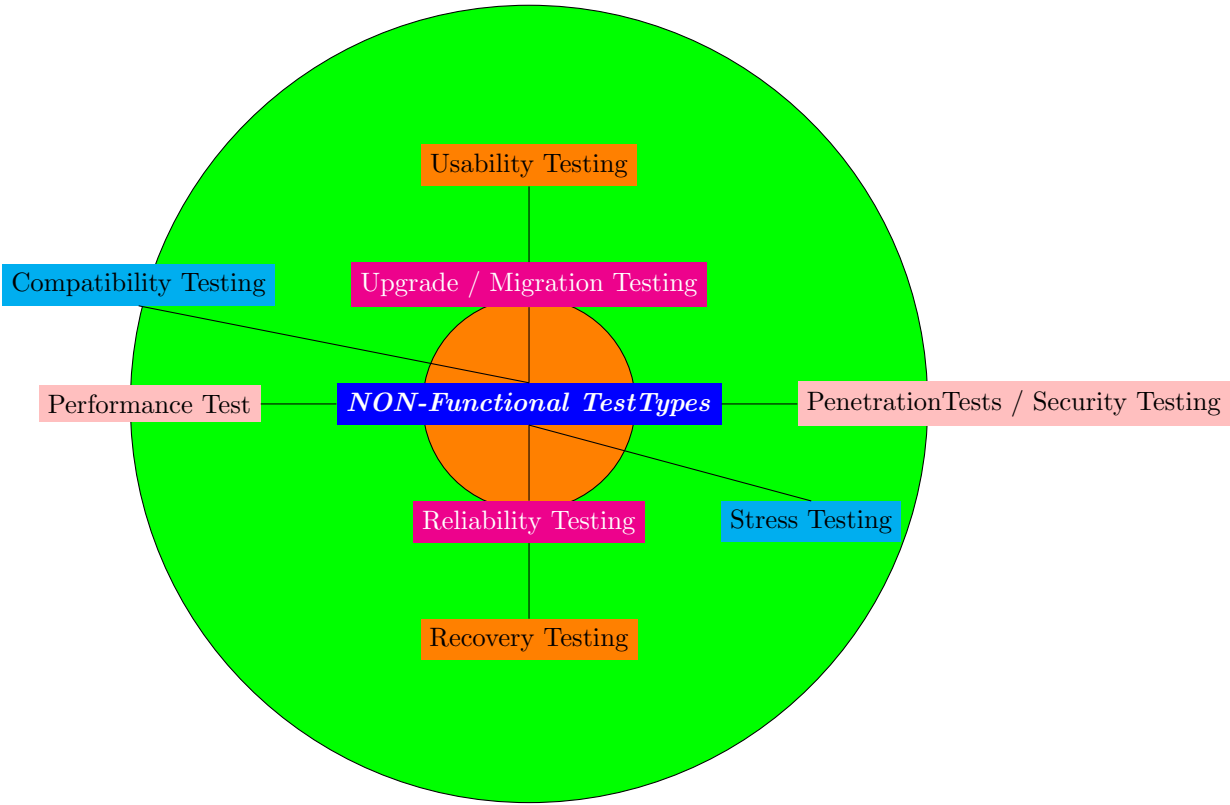 Usability Testing
Compatibility Testing
Upgrade / Migration Testing
Performance Test
NON-Functional TestTypes
PenetrationTests / Security Testing
Reliability Testing
Stress Testing
Recovery Testing